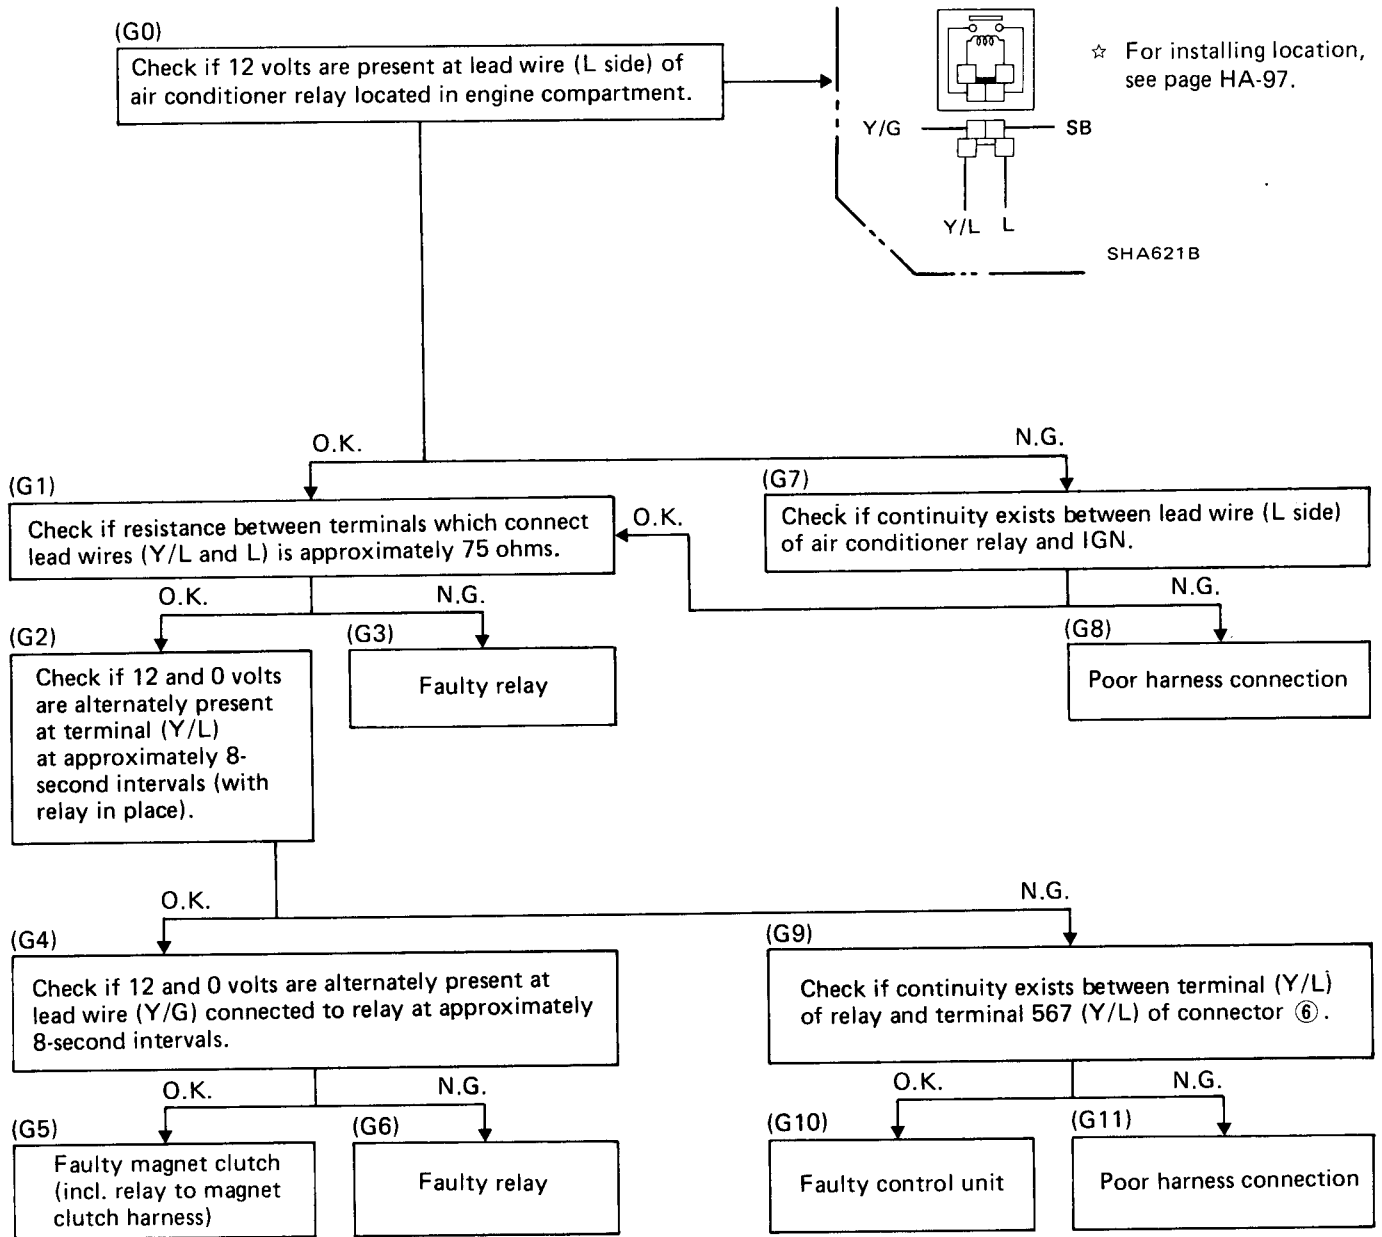 (G0)
Check if 12 volts are present at lead wire (L side) of
air conditioner relay located in engine compartment.
☆ For installing location,
see page HA-97.
Y/G
SB
Y/L L
SHA621B
O.K.
N.G.
(G1)
Check if resistance between terminals which connect
lead wires (Y/L and L) is approximately 75 ohms.
O.K.
(G7)
Check if continuity exists between lead wire (L side)
of air conditioner relay and IGN.
O.K.
N.G.
N.G.
(G2)
Check if 12 and 0 volts
are alternately present
at terminal (Y/L)
at approximately 8-
second intervals (with
relay in place).
(G3)
Faulty relay
(G8)
Poor harness connection
O.K.
N.G.
(G4)
Check if 12 and 0 volts are alternately present at
lead wire (Y/G) connected to relay at approximately
8-second intervals.
(G9)
Check if continuity exists between terminal (Y/L)
of relay and terminal 567 (Y/L) of connector ⑥.
O.K.
N.G.
O.K.
N.G.
(G5)
Faulty magnet clutch
(incl. relay to magnet
clutch harness)
(G6)
Faulty relay
(G10)
Faulty control unit
(G11)
Poor harness connection